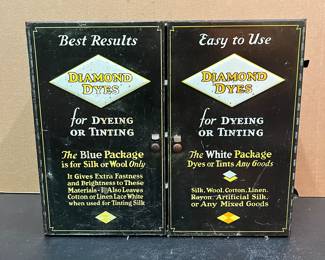 Best Results
DIAMOND
DYES
for DYEING
OR TINTING
The Blue Package
is for Silk or Wool Only
It Gives Extra Fastness
and Brightness to These
Materials - It Also Leaves
Cotton or Linen Lace White
when used for Tinting Silk
Easy to Use
DIAMOND
DYES
for DYEING
OR TINTING
The White Package
Dyes or Tints Any Goods
Silk, Wool, Cotton, Linen,
Rayon Artificial Silk
or Any Mixed Goods